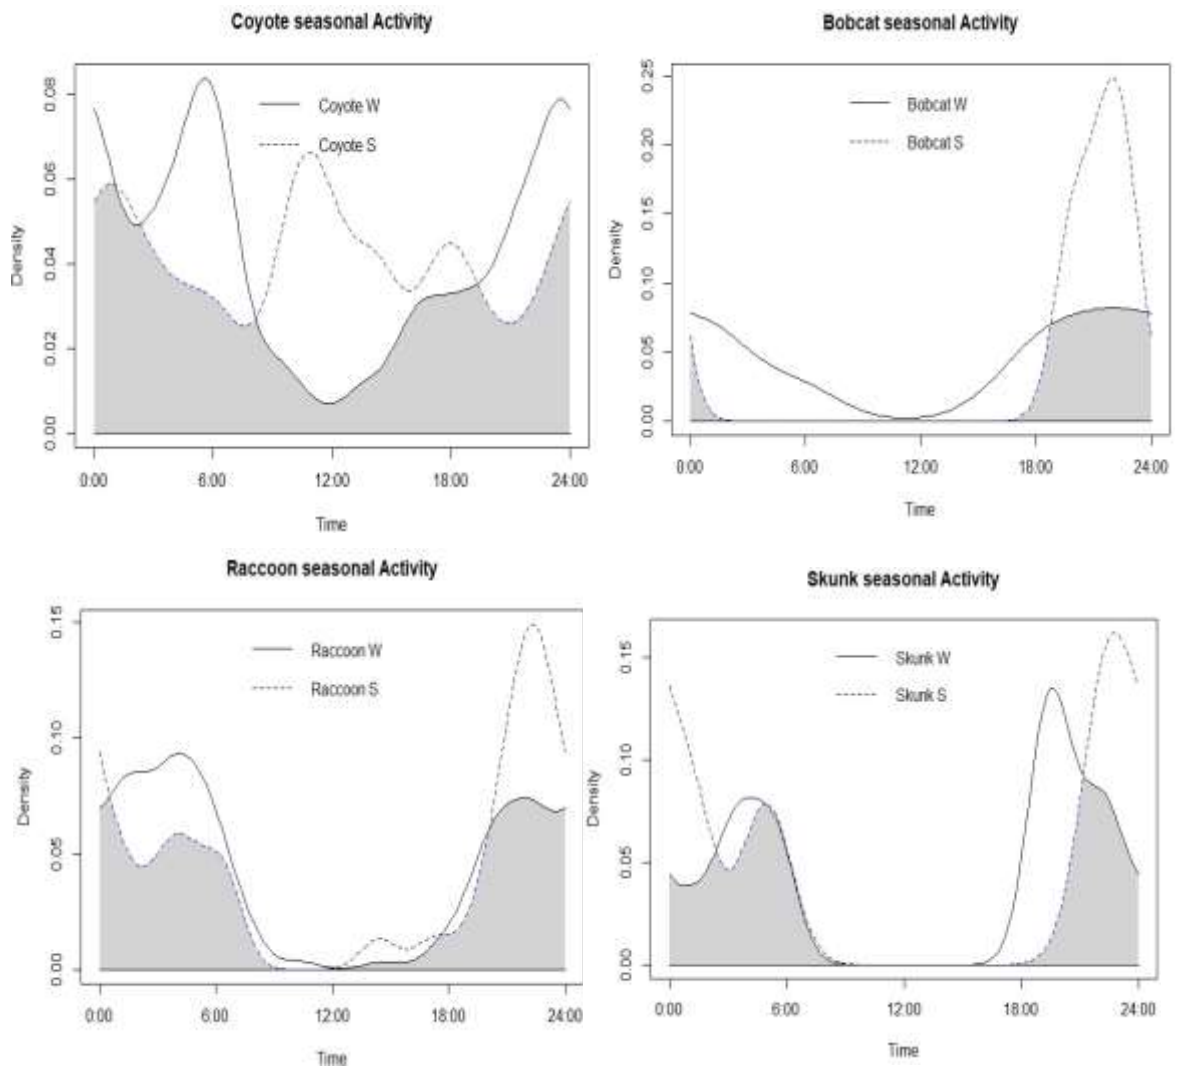 Coyote seasonal Activity
Coyote W
Coyote S
Density
0.00
0.02
0.04
0.06
0.08
0:00 6:00 12:00 18:00 24:00
Time
Bobcat seasonal Activity
Bobcat W
Bobcat S
Density
0.00
0.05
0.10
0.15
0.20
0.25
0:00 6:00 12:00 18:00 24:00
Time
Raccoon seasonal Activity
Raccoon W
Raccoon S
Density
0.00
0.05
0.10
0.15
0:00 6:00 12:00 18:00 24:00
Time
Skunk seasonal Activity
Skunk W
Skunk S
Density
0.00
0.05
0.10
0.15
0:00 6:00 12:00 18:00 24:00
Time